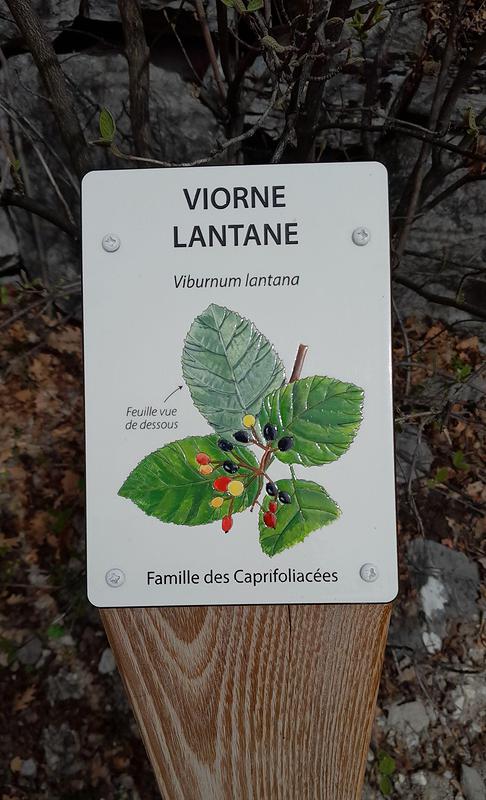 VIORNE
LANTANE
Viburnum lantana
Feuille vue
de dessous
Famille des Caprifoliacées